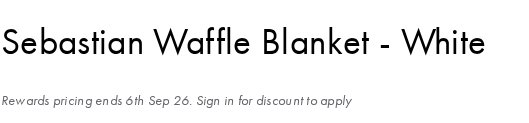 Sebastian Waffle Blanket - White
Rewards pricing ends 6th Sep 26. Sign in for discount to apply